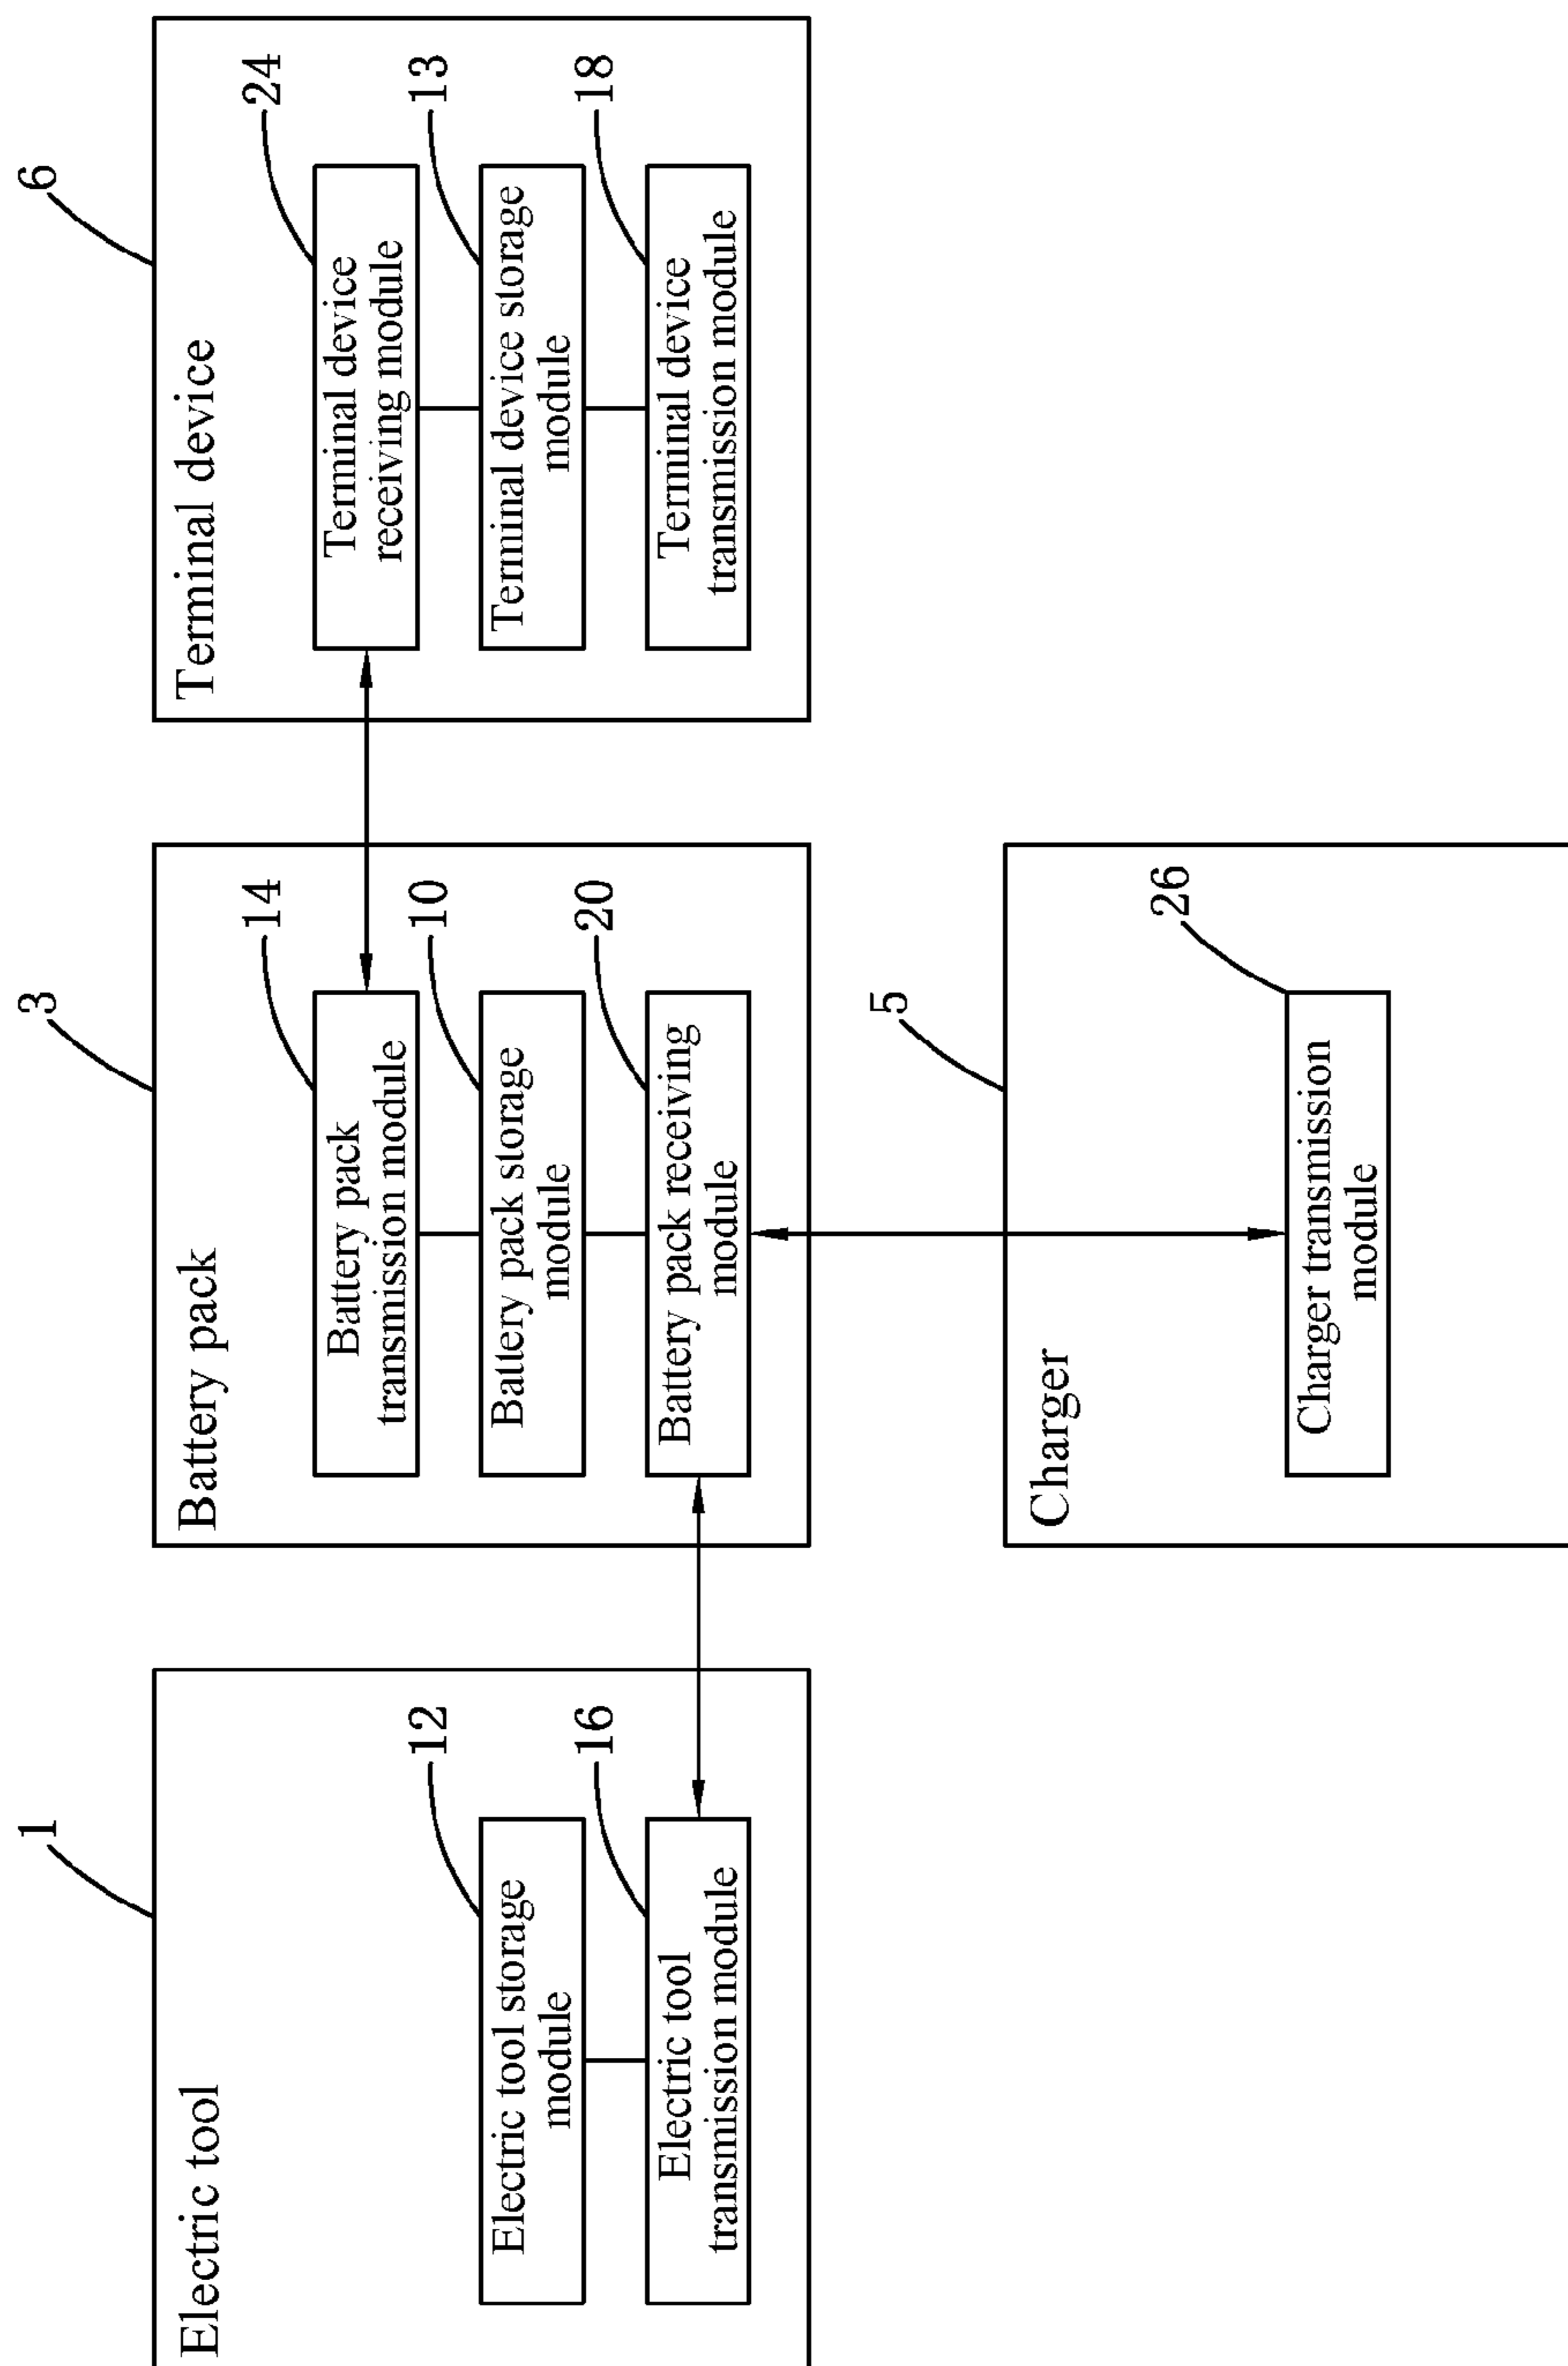 1
Electric tool
12
Electric tool storage
module
16
Electric tool
transmission module
3
Battery pack
14
Battery pack
transmission module
10
Battery pack storage
module
20
Battery pack receiving
module
6
Terminal device
24
Terminal device
receiving module
13
Terminal device storage
module
18
Terminal device
transmission module
5
Charger
26
Charger transmission
module